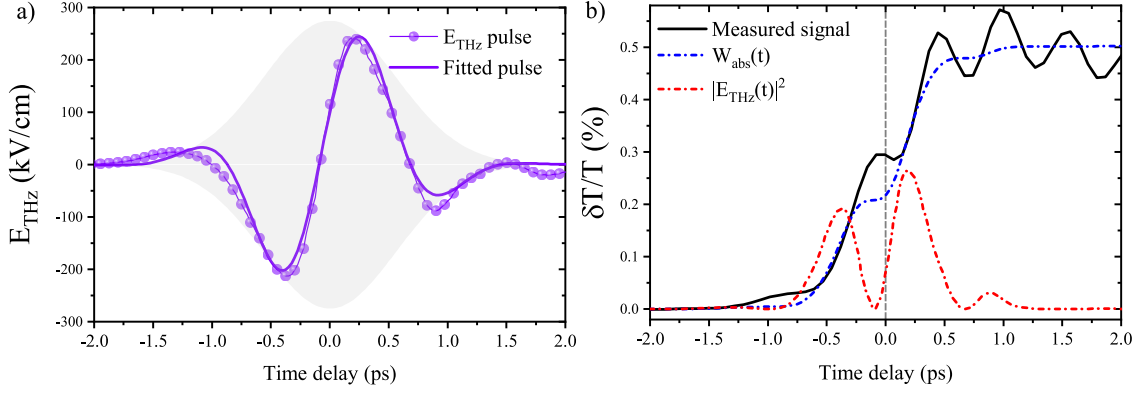 a)
E_THz (kV/cm)
300
200
100
0
-100
-200
-300
E_THz pulse
Fitted pulse
-2.0 -1.5 -1.0 -0.5 0.0 0.5 1.0 1.5 2.0
Time delay (ps)
b)
δT/T (%)
0.5
0.4
0.3
0.2
0.1
0.0
Measured signal
W_abs(t)
|E_THz(t)|²
-2.0 -1.5 -1.0 -0.5 0.0 0.5 1.0 1.5 2.0
Time delay (ps)